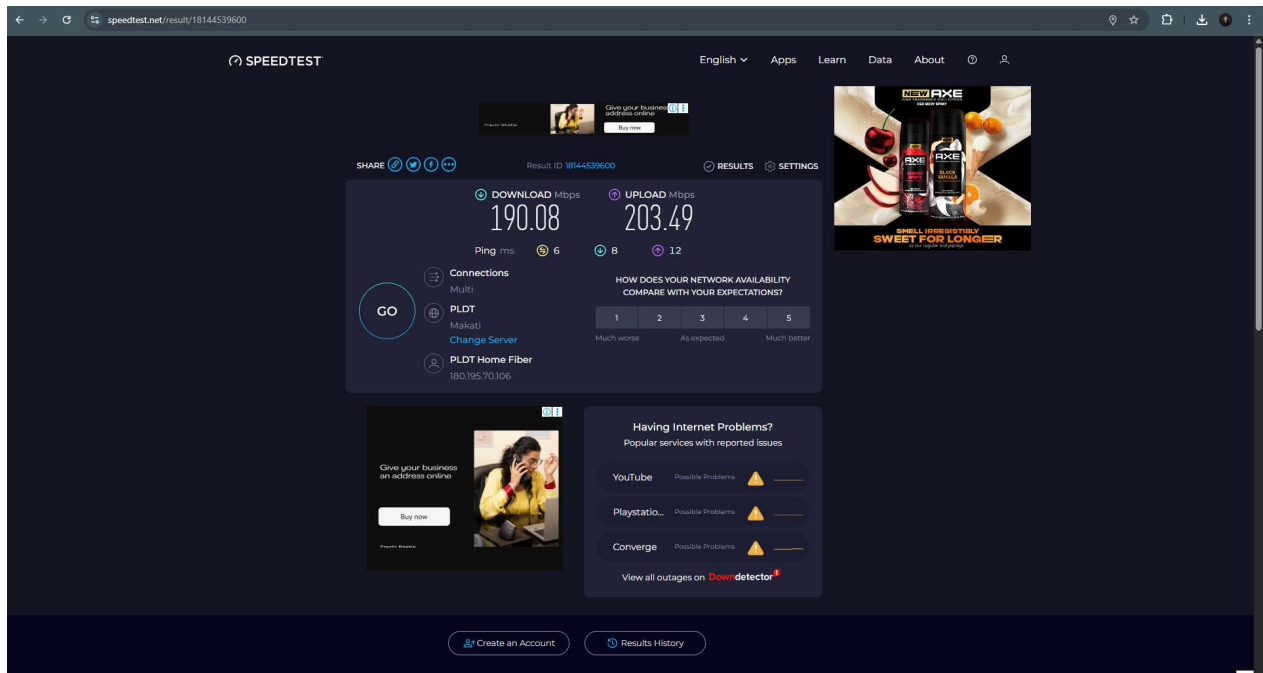 speedtest.net/result/18144539600
SPEEDTEST
English Apps Learn Data About
Give your business
address online
Buy now
SHARE Result ID 18144539600 RESULTS SETTINGS
DOWNLOAD Mbps UPLOAD Mbps
190.08 203.49
Ping ms 6 8 12
Connections
Multi
GO
PLDT
Makati
Change Server
PLDT Home Fiber
180.195.70.106
HOW DOES YOUR NETWORK AVAILABILITY
COMPARE WITH YOUR EXPECTATIONS?
1 2 3 4 5
Much worse As expected Much better
NEW AXE
FINE FRAGRANCE COLLECTION
AXE
AXE
BLACK
VANILLA
SMELL IRRESISTIBLY
SWEET FOR LONGER
Give your business
an address online
Buy now
Having Internet Problems?
Popular services with reported issues
YouTube Possible Problems
Playstatio... Possible Problems
Converge Possible Problems
View all outages on Downdetector
Create an Account Results History